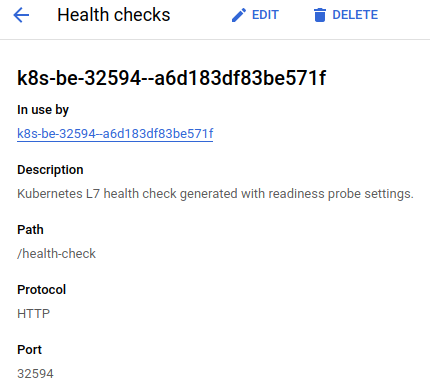 Health checks EDIT DELETE
k8s-be-32594--a6d183df83be571f
In use by
k8s-be-32594--a6d183df83be571f
Description
Kubernetes L7 health check generated with readiness probe settings.
Path
/health-check
Protocol
HTTP
Port
32594